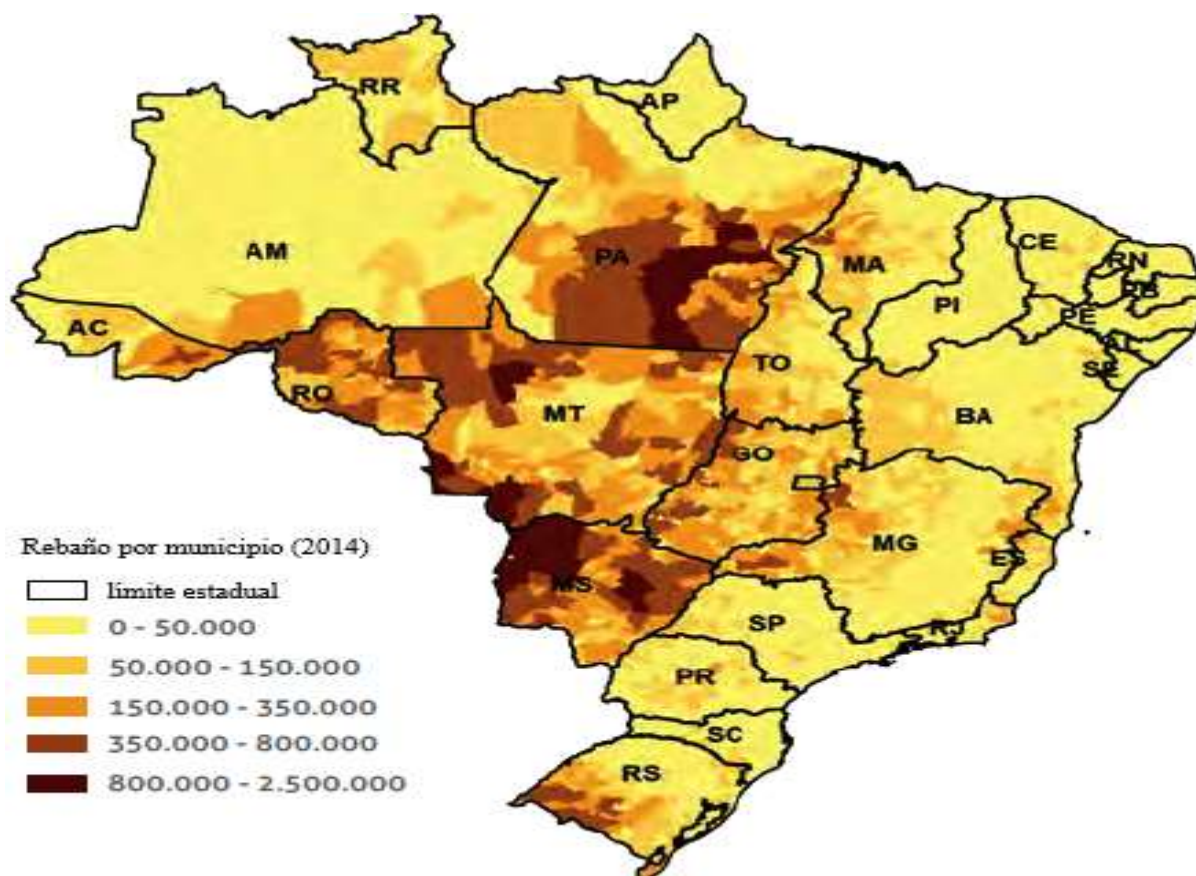 RR
AP
AM
PA
MA
CE
RN
PB
PI
PE
AC
AL
SE
TO
RO
MT
BA
GO
MG
ES
MS
SP
RJ
PR
SC
RS
Rebaño por municipio (2014)
limite estadual
0 - 50.000
50.000 - 150.000
150.000 - 350.000
350.000 - 800.000
800.000 - 2.500.000